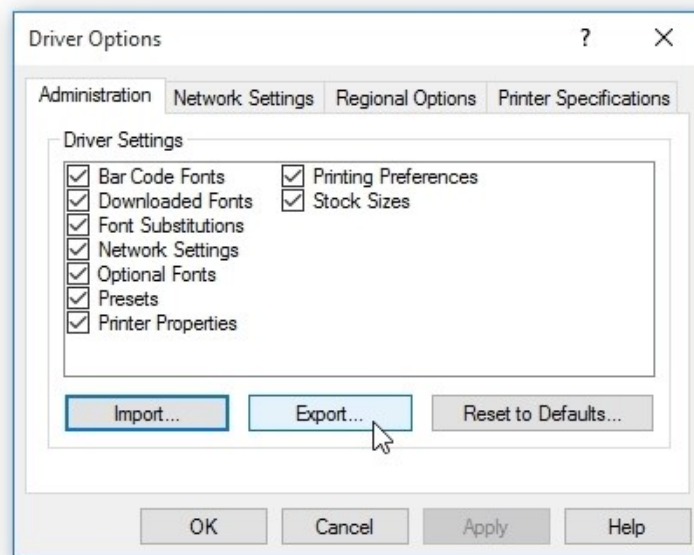 Driver Options ?
Administration Network Settings Regional Options Printer Specifications
Driver Settings
Bar Code Fonts Printing Preferences
Downloaded Fonts Stock Sizes
Font Substitutions
Network Settings
Optional Fonts
Presets
Printer Properties
Import... Export... Reset to Defaults...
OK Cancel Apply Help